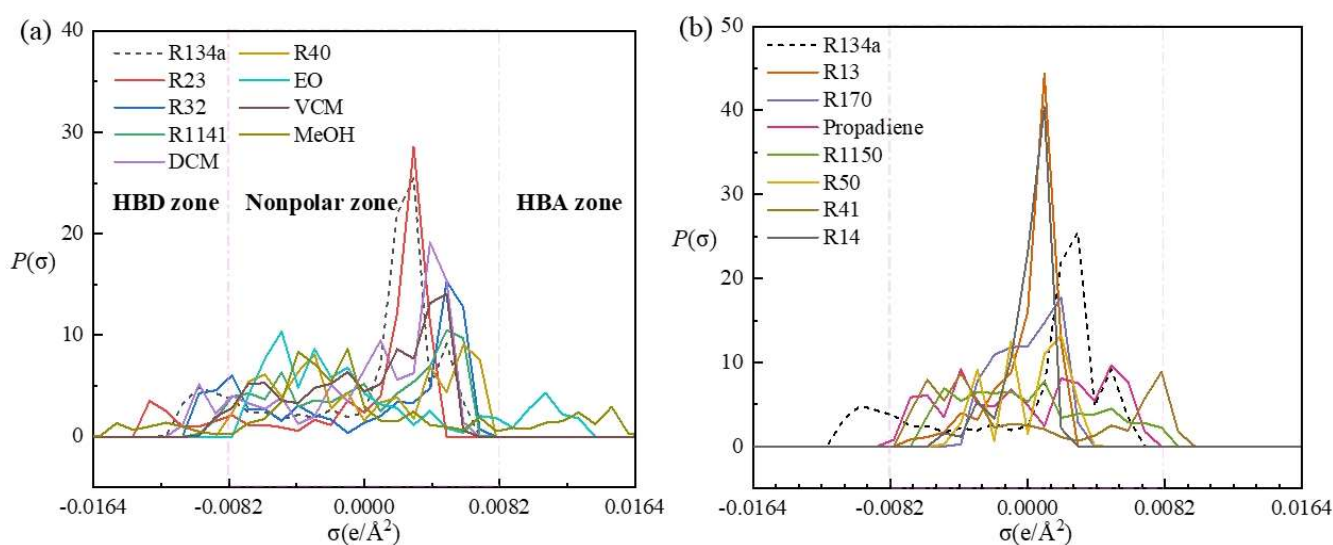 (a)
40
30
20
10
0
P(σ)
R134a
R23
R32
R1141
DCM
R40
EO
VCM
MeOH
HBD zone
Nonpolar zone
HBA zone
-0.0164
-0.0082
0.0000
0.0082
0.0164
σ(e/Å²)
(b)
50
40
30
20
10
0
P(σ)
R134a
R13
R170
Propadiene
R1150
R50
R41
R14
-0.0164
-0.0082
0.0000
0.0082
0.0164
σ(e/Å²)